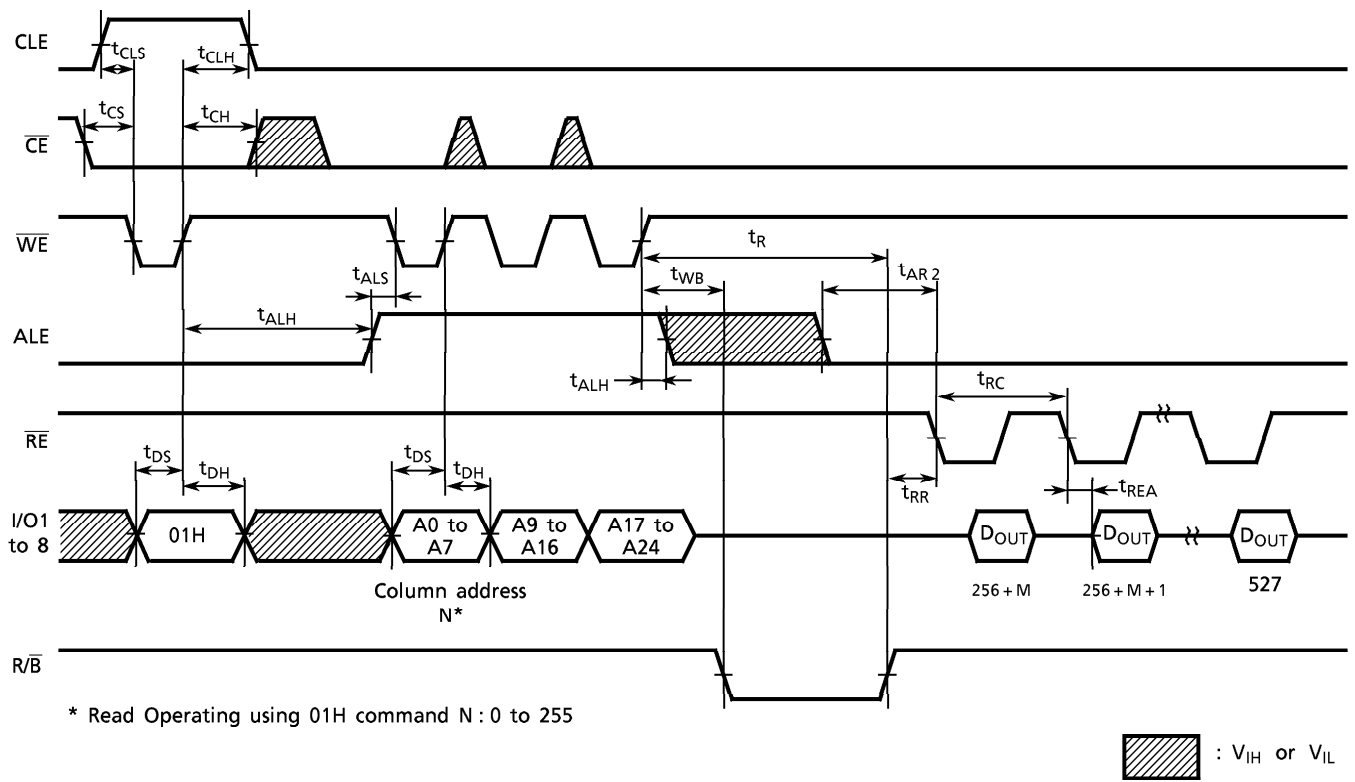 CLE
tCLS
tCLH
tCS
tCH
CE
WE
tR
tALS
tWB
tAR2
tALH
ALE
tALH
tRC
RE
tDS
tDH
tDS
tDH
tRR
tREA
I/O1
to 8
01H
A0 to
A7
A9 to
A16
A17 to
A24
DOUT
DOUT
DOUT
Column address
N*
256 + M
256 + M + 1
527
R/B
* Read Operating using 01H command N : 0 to 255
: VIH or VIL